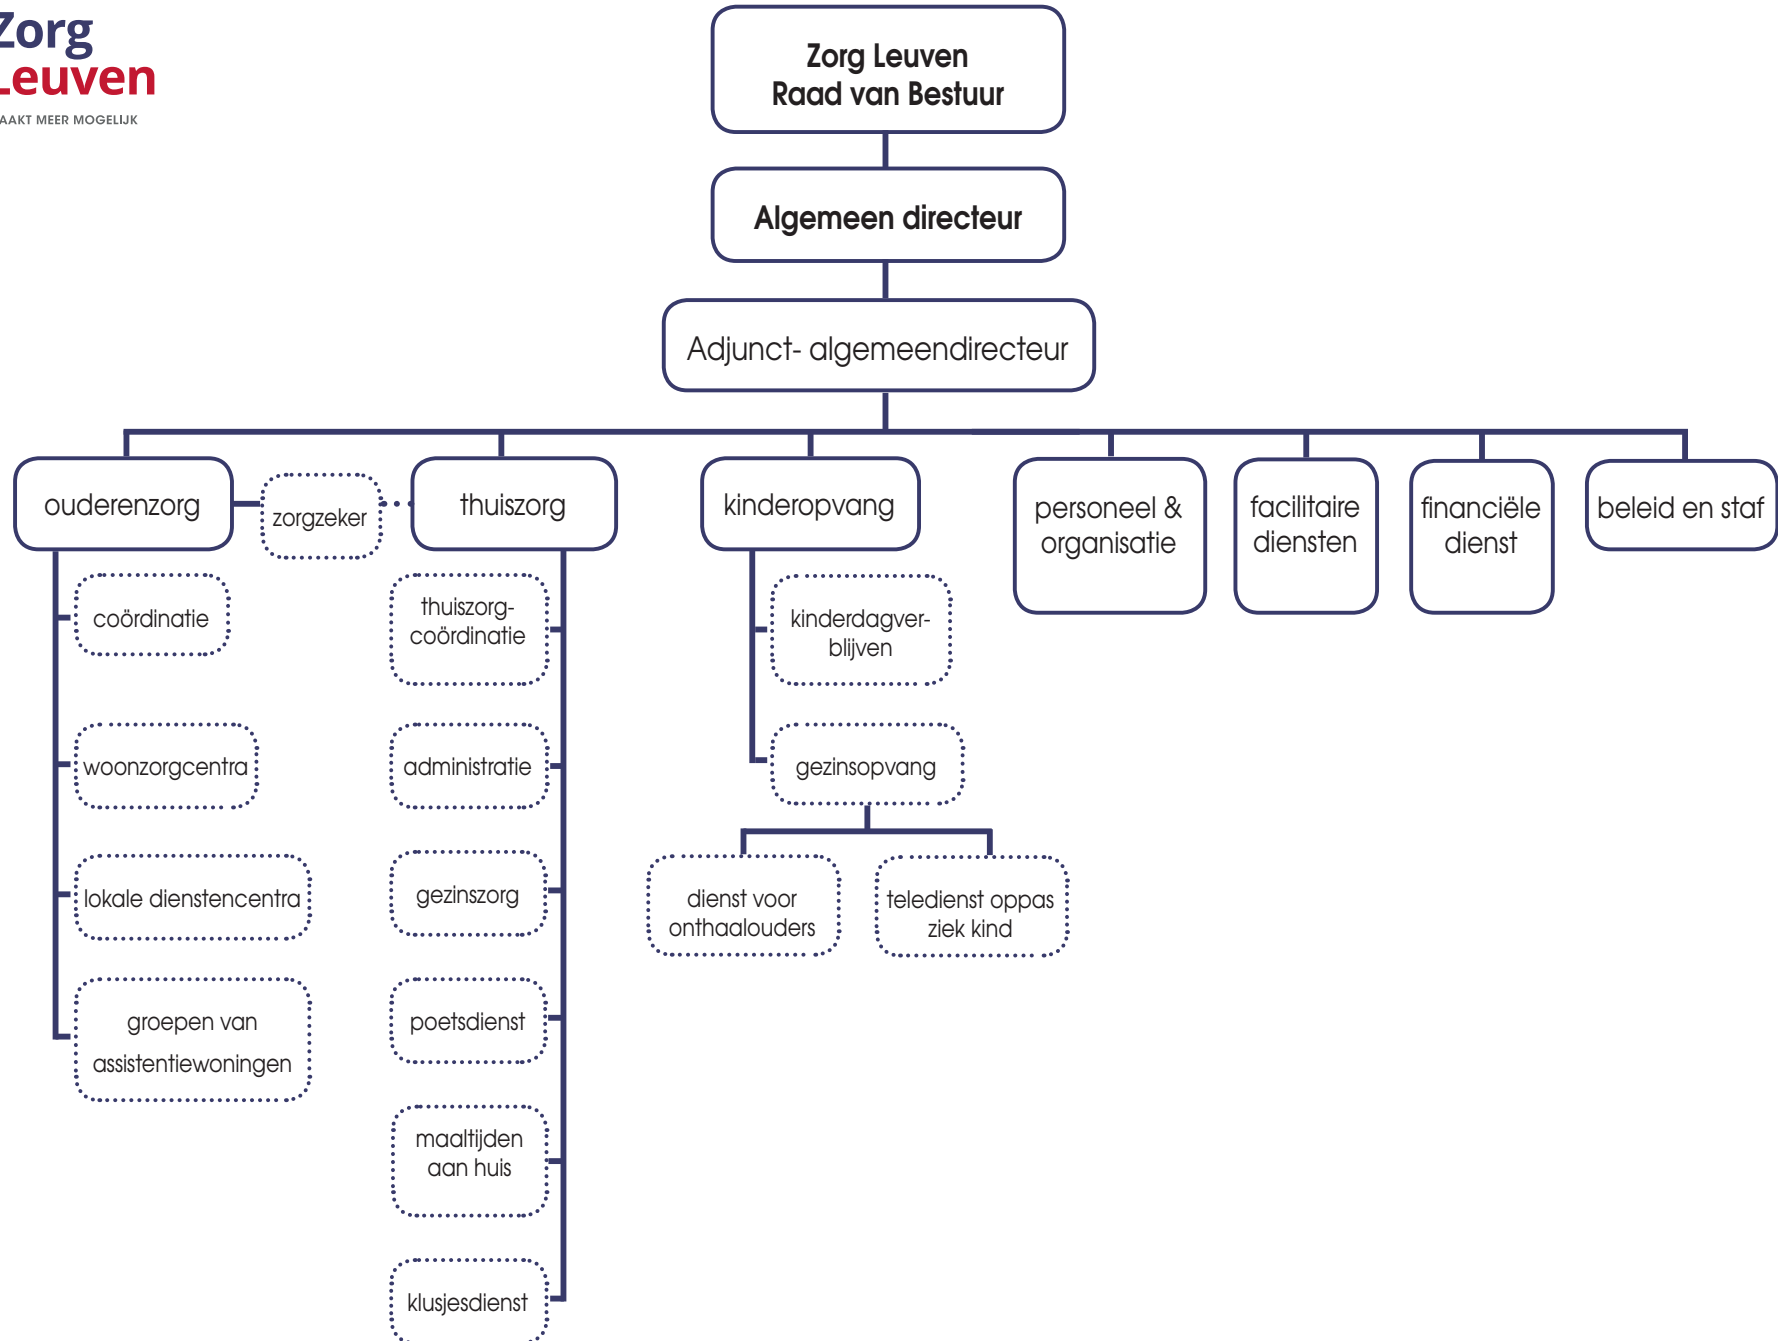 Zorg
Leuven
AAKT MEER MOGELIJK
Zorg Leuven
Raad van Bestuur
Algemeen directeur
Adjunct- algemeendirecteur
ouderenzorg
zorgzeker
thuiszorg
kinderopvang
personeel &
organisatie
facilitaire
diensten
financiële
dienst
beleid en staf
coördinatie
woonzorgcentra
lokale dienstencentra
groepen van
assistentiewoningen
thuiszorg-
coördinatie
administratie
gezinszorg
poetsdienst
maaltijden
aan huis
klusjesdienst
kinderdagver-
blijven
gezinsopvang
dienst voor
onthaalouders
teledienst oppas
ziek kind